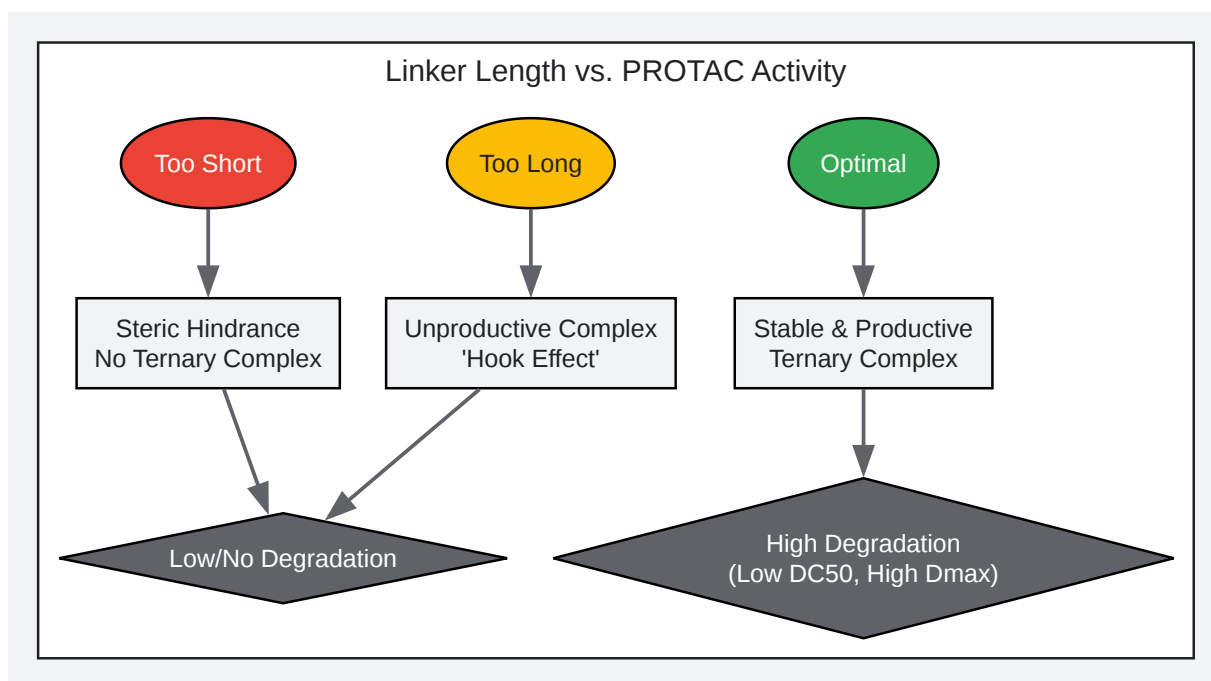 Linker Length vs. PROTAC Activity
Too Short
Too Long
Optimal
Steric Hindrance
No Ternary Complex
Unproductive Complex
'Hook Effect'
Stable & Productive
Ternary Complex
Low/No Degradation
High Degradation
(Low DC50, High Dmax)